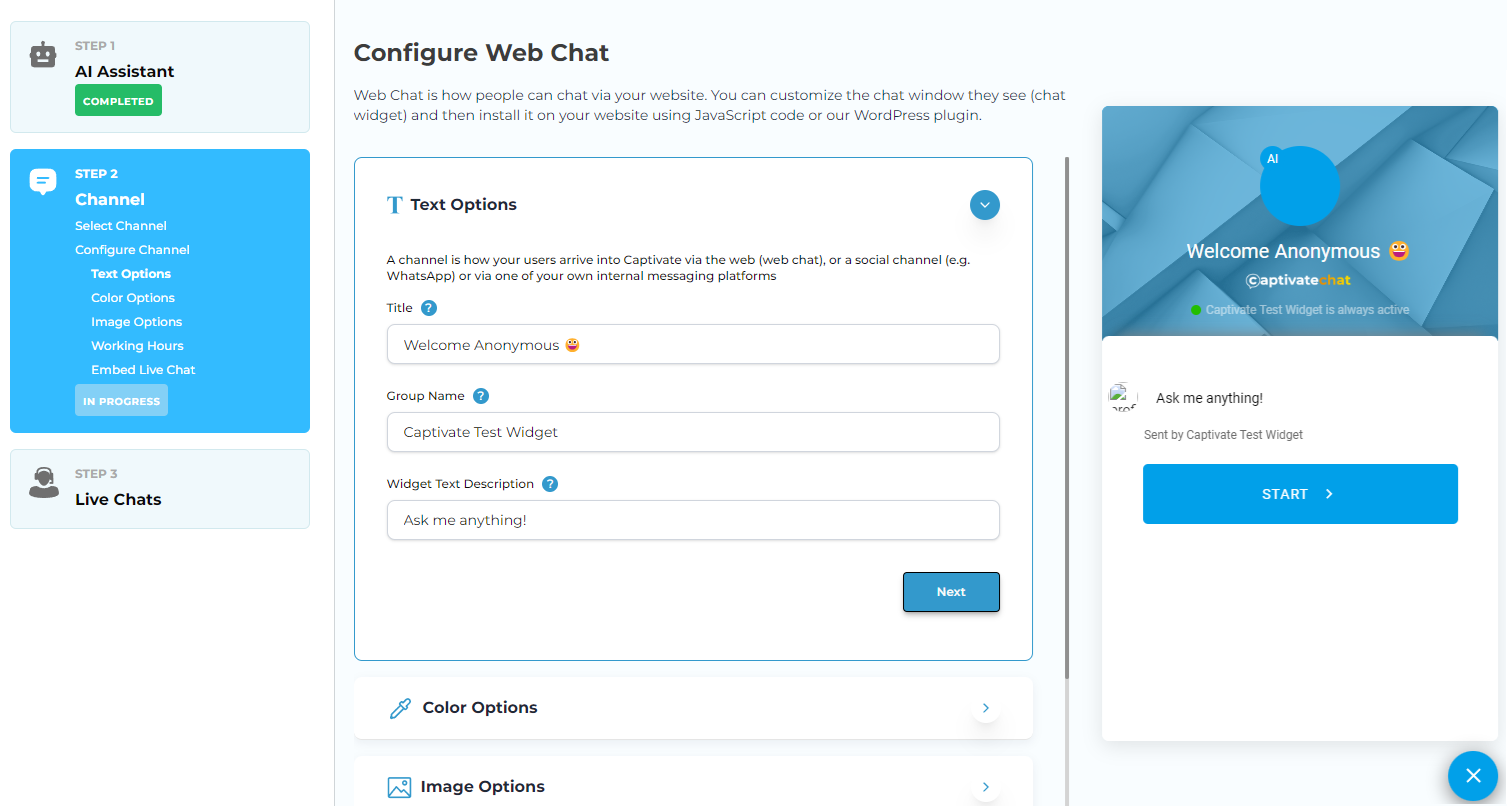 STEP 1
AI Assistant
COMPLETED
STEP 2
Channel
Select Channel
Configure Channel
Text Options
Color Options
Image Options
Working Hours
Embed Live Chat
IN PROGRESS
STEP 3
Live Chats
Configure Web Chat
Web Chat is how people can chat via your website. You can customize the chat window they see (chat
widget) and then install it on your website using JavaScript code or our WordPress plugin.
T Text Options
A channel is how your users arrive into Captivate via the web (web chat), or a social channel (e.g.
WhatsApp) or via one of your own internal messaging platforms
Title ?
Welcome Anonymous 😀
Group Name ?
Captivate Test Widget
Widget Text Description ?
Ask me anything!
Next
Color Options
Image Options
AI
Welcome Anonymous 😀
captivatechat
Captivate Test Widget is always active
Ask me anything!
Sent by Captivate Test Widget
START